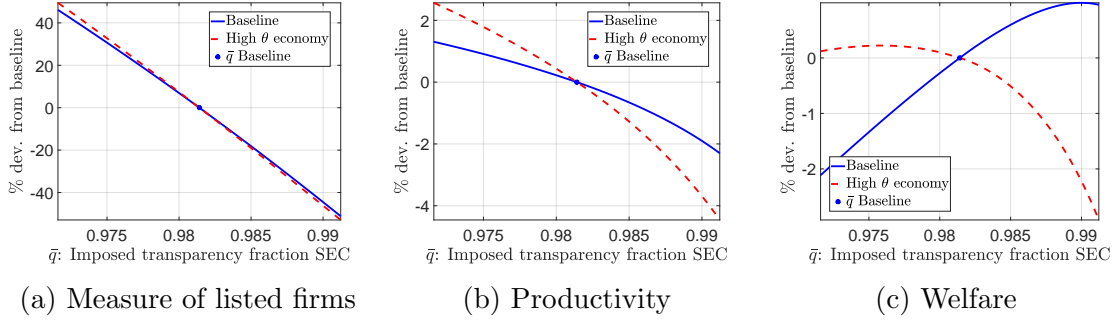 % dev. from baseline
40
20
0
-20
-40
Baseline
High θ economy
q̄ Baseline
0.975
0.98
0.985
0.99
q̄: Imposed transparency fraction SEC
(a) Measure of listed firms
% dev. from baseline
2
0
-2
-4
Baseline
High θ economy
q̄ Baseline
0.975
0.98
0.985
0.99
q̄: Imposed transparency fraction SEC
(b) Productivity
% dev. from baseline
0
-1
-2
Baseline
High θ economy
q̄ Baseline
0.975
0.98
0.985
0.99
q̄: Imposed transparency fraction SEC
(c) Welfare